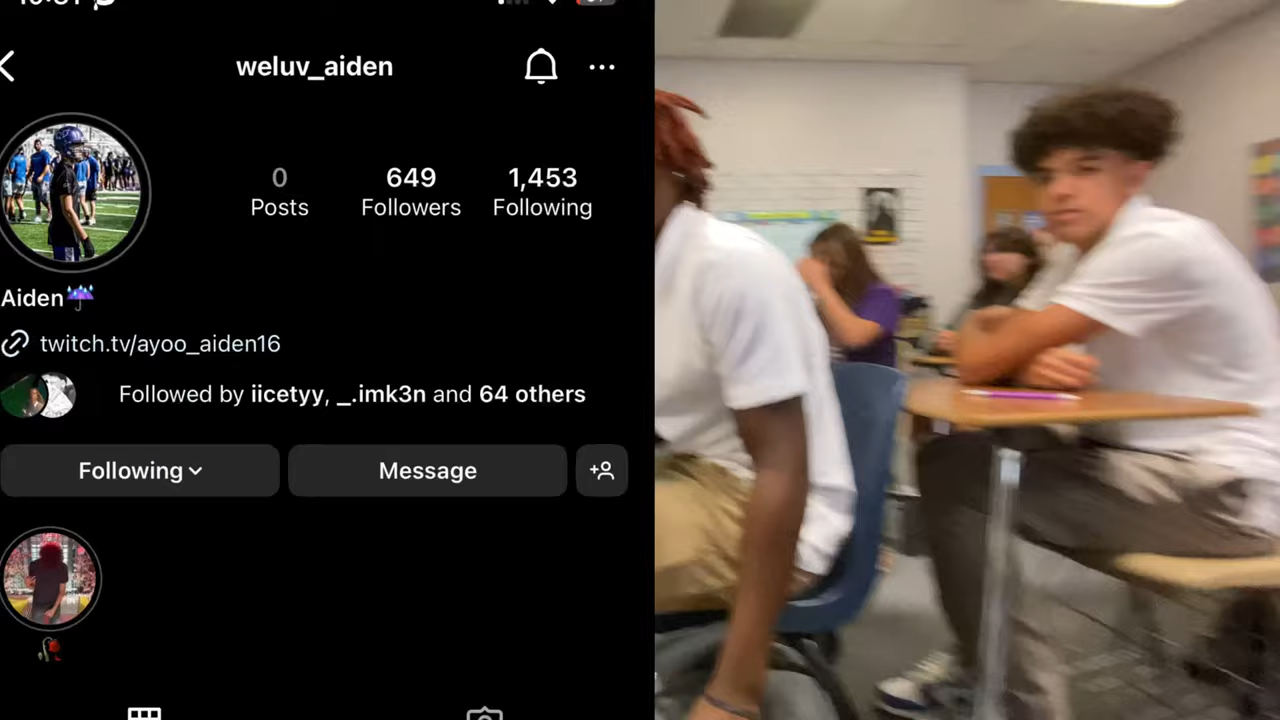 weluv_aiden
0 649 1,453
Posts Followers Following
Aiden☔
twitch.tv/ayoo_aiden16
Followed by iicetyy, _.imk3n and 64 others
Following Message
🥀